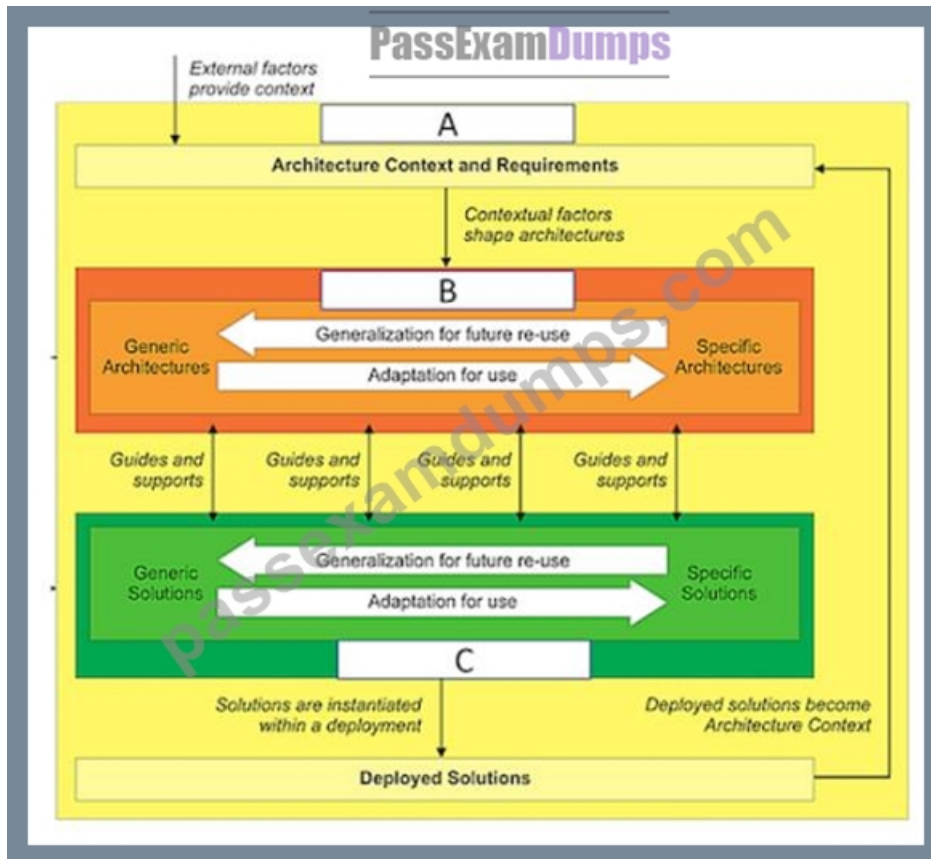 PassExamDumps
External factors
provide context
A
Architecture Context and Requirements
Contextual factors
shape architectures
B
Generic
Architectures
Generalization for future re-use
Adaptation for use
Specific
Architectures
Guides and
supports
Guides and
supports
Guides and
supports
Guides and
supports
Generic
Solutions
Generalization for future re-use
Adaptation for use
Specific
Solutions
C
Solutions are instantiated
within a deployment
Deployed solutions become
Architecture Context
Deployed Solutions
passexamdumps.com